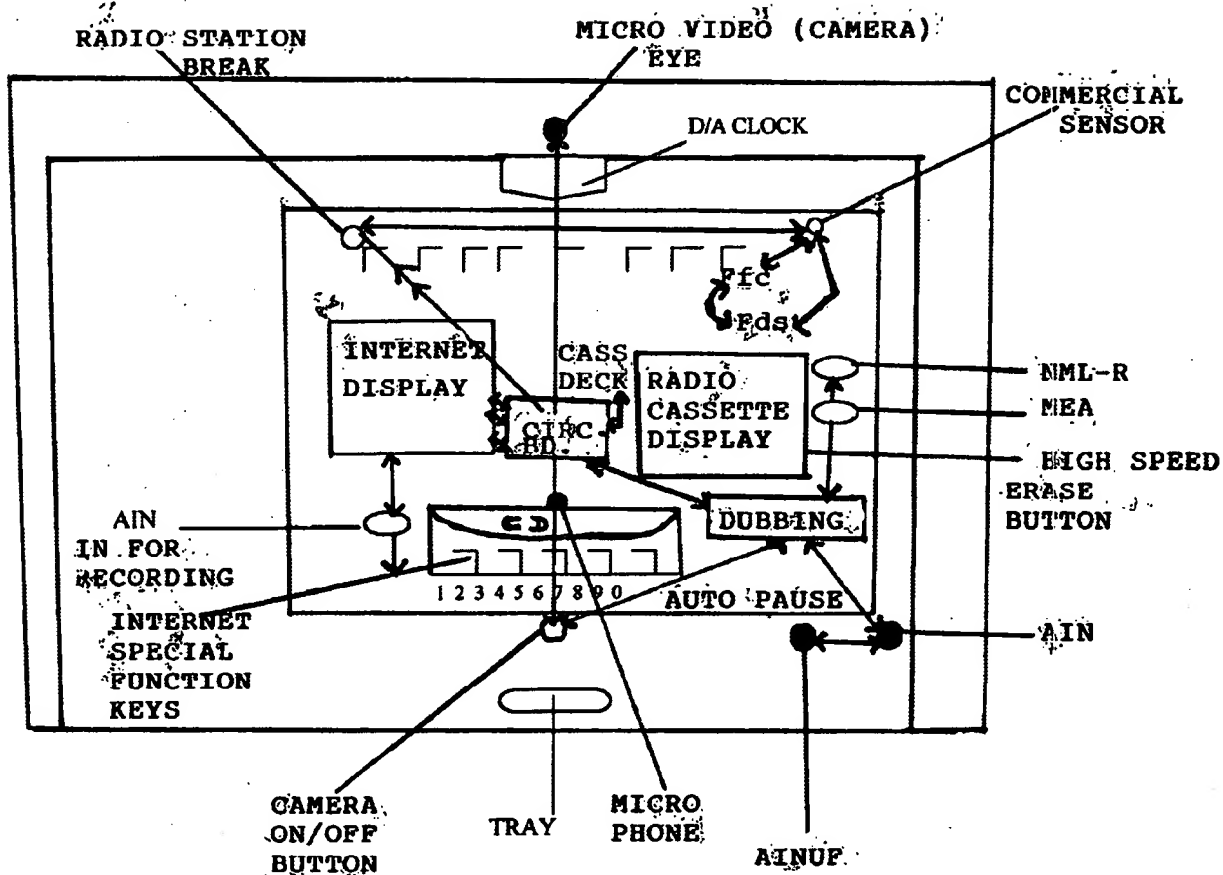 RADIO STATION
BREAK
MICRO VIDEO (CAMERA)
EYE
COMMERCIAL
SENSOR
D/A CLOCK
Ffc
Fds
INTERNET
DISPLAY
CASS
DECK
RADIO
CASSETTE
DISPLAY
CIRC
BD
NML-R
MEA
HIGH SPEED
ERASE
BUTTON
DUBBING
CD
AIN
IN FOR
RECORDING
1 2 3 4 5 6 7 8 9 0
AUTO PAUSE
INTERNET
SPECIAL
FUNCTION
KEYS
AIN
CAMERA
ON/OFF
BUTTON
TRAY
MICRO
PHONE
AINUF